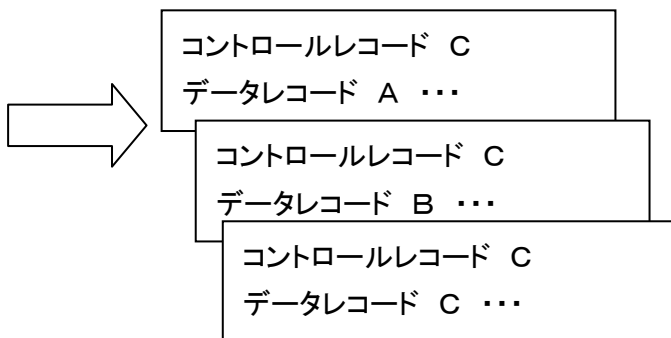 コントロールレコード Ｃ
データレコード Ａ ・・・
コントロールレコード Ｃ
データレコード Ｂ ・・・
コントロールレコード Ｃ
データレコード Ｃ ・・・